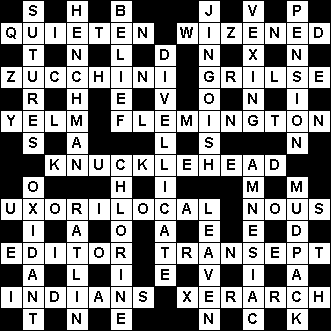 S H B J V P
QUIETEN WIZENED
T N L D N X N
ZUCCHINI GRILSE
R H E V O N I
YELM FLEMINGTON
S A L S N
KNUCKLEHEAD
O H I M M
UXORILOCAL NOUS
I A O A E E D
EDITOR TRANSEPT
A L I E V I A
INDIANS XERARCH
T N E N C K